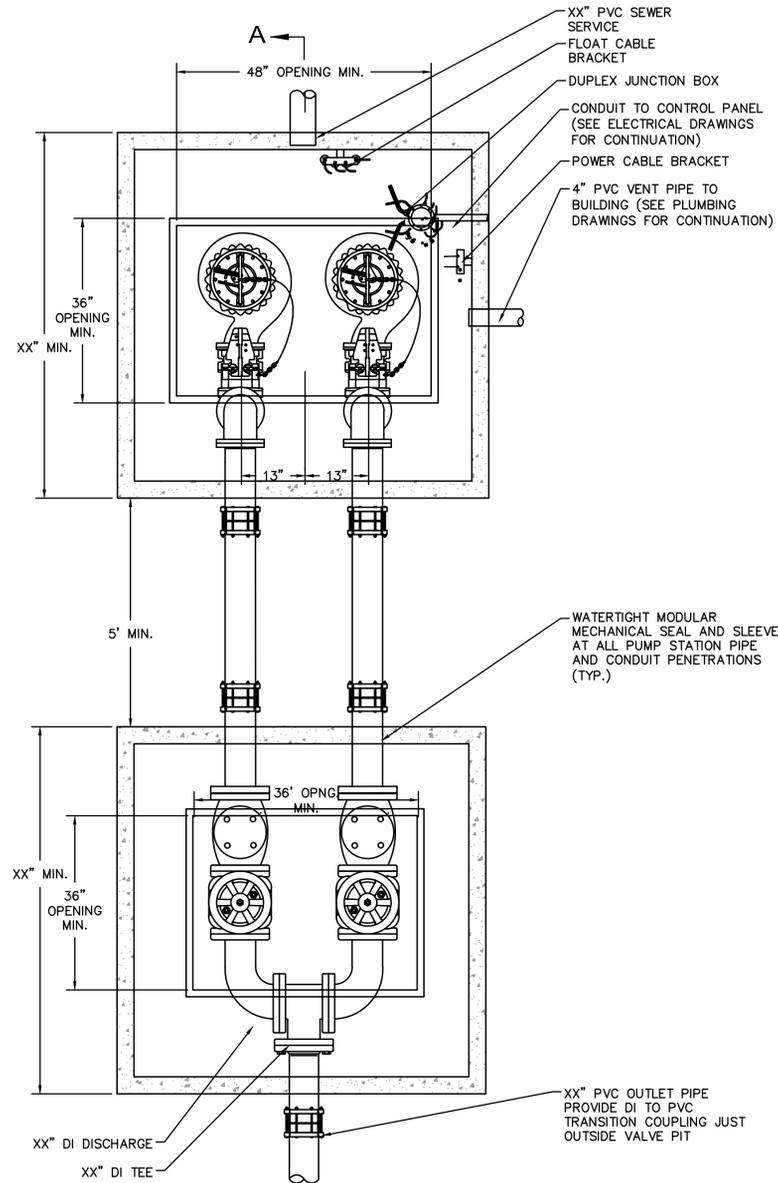 XX" PVC SEWER
SERVICE
A
FLOAT CABLE
BRACKET
48" OPENING MIN.
DUPLEX JUNCTION BOX
CONDUIT TO CONTROL PANEL
(SEE ELECTRICAL DRAWINGS
FOR CONTINUATION)
POWER CABLE BRACKET
4" PVC VENT PIPE TO
BUILDING (SEE PLUMBING
DRAWINGS FOR CONTINUATION)
36"
OPENING
MIN.
XX" MIN.
13"
13"
5' MIN.
WATERTIGHT MODULAR
MECHANICAL SEAL AND SLEEVE
AT ALL PUMP STATION PIPE
AND CONDUIT PENETRATIONS
(TYP.)
36' OPNG.
MIN.
XX" MIN.
36"
OPENING
MIN.
XX" PVC OUTLET PIPE
PROVIDE DI TO PVC
TRANSITION COUPLING JUST
OUTSIDE VALVE PIT
XX" DI DISCHARGE
XX" DI TEE